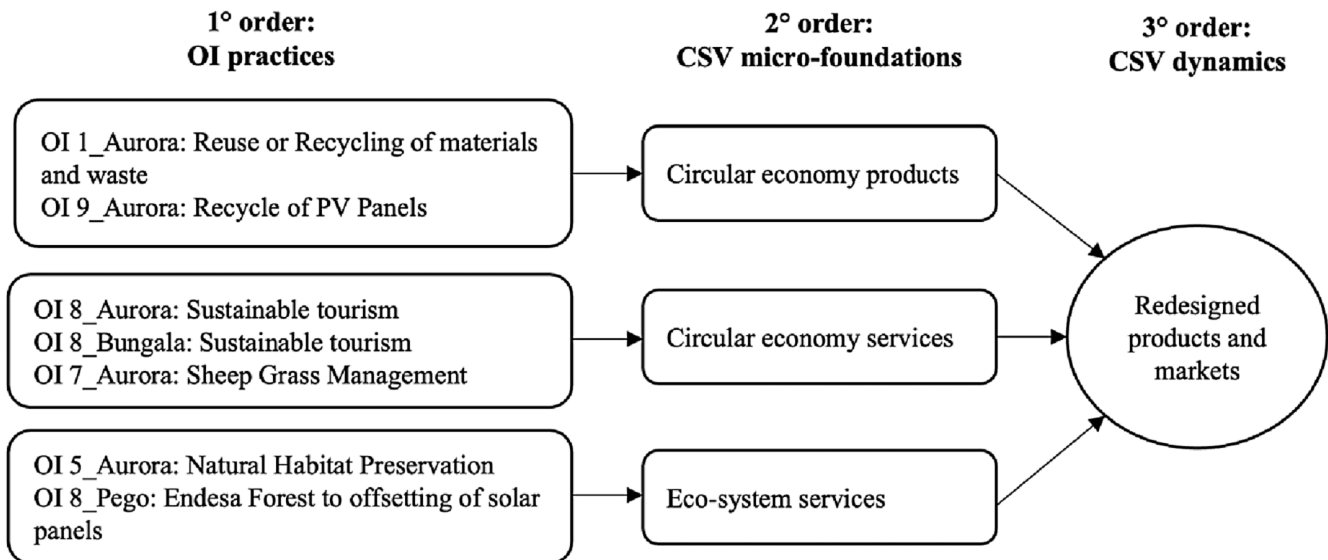 1° order:
OI practices
2° order:
CSV micro-foundations
3° order:
CSV dynamics
OI 1_Aurora: Reuse or Recycling of materials
and waste
OI 9_Aurora: Recycle of PV Panels
Circular economy products
OI 8_Aurora: Sustainable tourism
OI 8_Bungala: Sustainable tourism
OI 7_Aurora: Sheep Grass Management
Circular economy services
OI 5_Aurora: Natural Habitat Preservation
OI 8_Pego: Endesa Forest to offsetting of solar
panels
Eco-system services
Redesigned
products and
markets